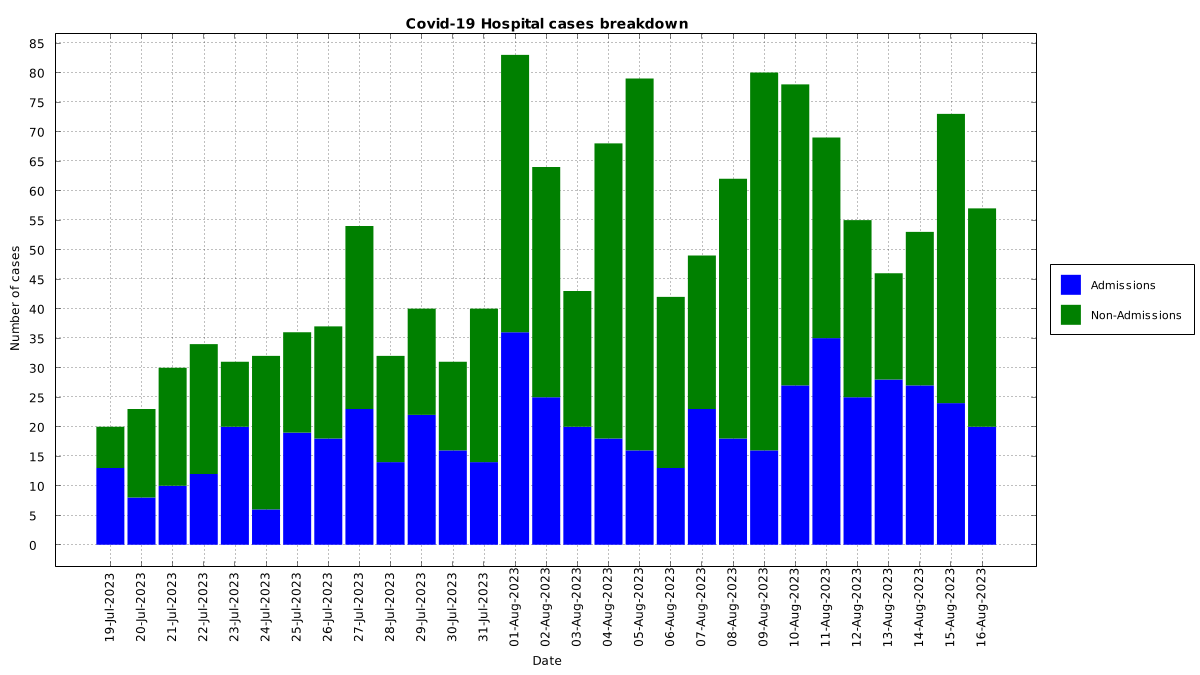 Covid-19 Hospital cases breakdown
85
80
75
70
65
60
55
50
45
40
35
30
25
20
15
10
5
0
Number of cases
19-Jul-2023
20-Jul-2023
21-Jul-2023
22-Jul-2023
23-Jul-2023
24-Jul-2023
25-Jul-2023
26-Jul-2023
27-Jul-2023
28-Jul-2023
29-Jul-2023
30-Jul-2023
31-Jul-2023
01-Aug-2023
02-Aug-2023
03-Aug-2023
04-Aug-2023
05-Aug-2023
06-Aug-2023
07-Aug-2023
08-Aug-2023
09-Aug-2023
10-Aug-2023
11-Aug-2023
12-Aug-2023
13-Aug-2023
14-Aug-2023
15-Aug-2023
16-Aug-2023
Date
Admissions
Non-Admissions